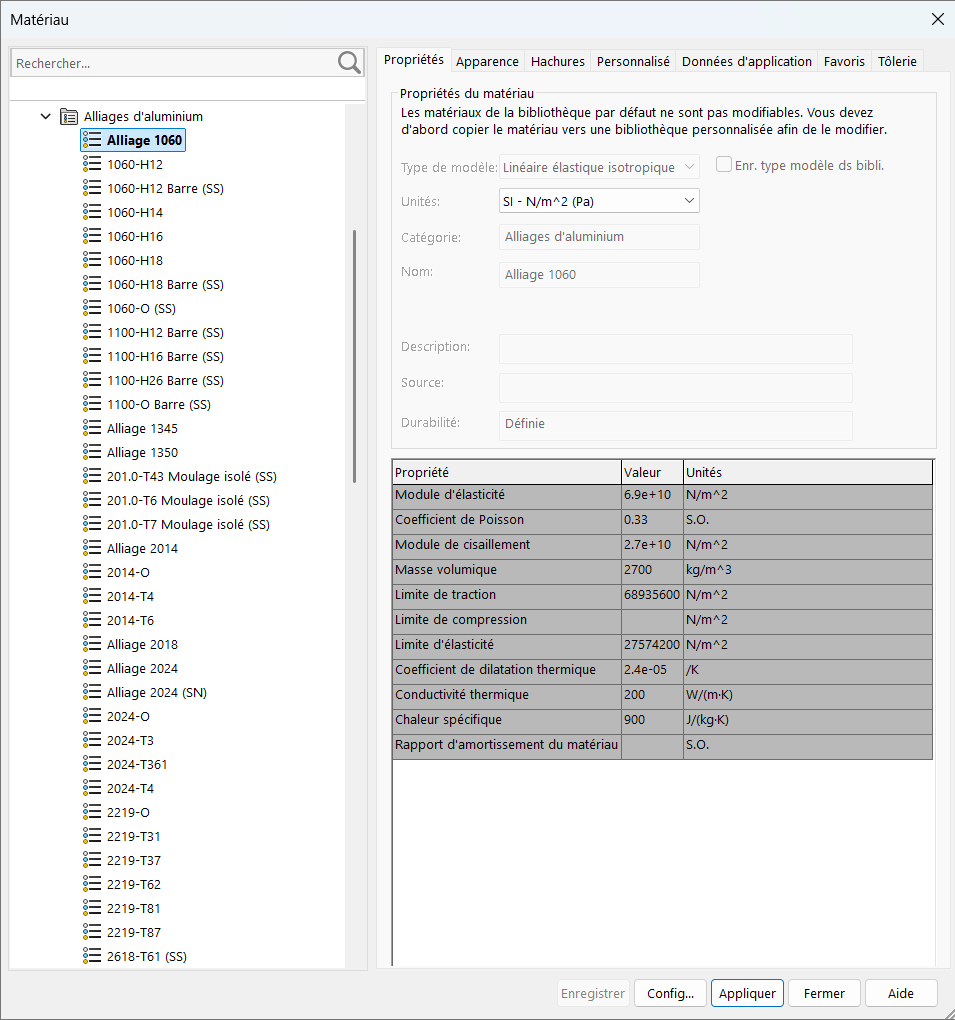 Matériau
Rechercher...
Alliages d'aluminium
Alliage 1060
1060-H12
1060-H12 Barre (SS)
1060-H14
1060-H16
1060-H18
1060-H18 Barre (SS)
1060-O (SS)
1100-H12 Barre (SS)
1100-H16 Barre (SS)
1100-H26 Barre (SS)
1100-O Barre (SS)
Alliage 1345
Alliage 1350
201.0-T43 Moulage isolé (SS)
201.0-T6 Moulage isolé (SS)
201.0-T7 Moulage isolé (SS)
Alliage 2014
2014-O
2014-T4
2014-T6
Alliage 2018
Alliage 2024
Alliage 2024 (SN)
2024-O
2024-T3
2024-T361
2024-T4
2219-O
2219-T31
2219-T37
2219-T62
2219-T81
2219-T87
2618-T61 (SS)
Propriétés Apparence Hachures Personnalisé Données d'application Favoris Tôlerie
Propriétés du matériau
Les matériaux de la bibliothèque par défaut ne sont pas modifiables. Vous devez
d'abord copier le matériau vers une bibliothèque personnalisée afin de le modifier.
Type de modèle: Linéaire élastique isotropique Enr. type modèle ds bibli.
Unités: SI - N/m^2 (Pa)
Catégorie: Alliages d'aluminium
Nom: Alliage 1060
Description:
Source:
Durabilité: Définie
Propriété Valeur Unités
Module d'élasticité 6.9e+10 N/m^2
Coefficient de Poisson 0.33 S.O.
Module de cisaillement 2.7e+10 N/m^2
Masse volumique 2700 kg/m^3
Limite de traction 68935600 N/m^2
Limite de compression N/m^2
Limite d'élasticité 27574200 N/m^2
Coefficient de dilatation thermique 2.4e-05 /K
Conductivité thermique 200 W/(m·K)
Chaleur spécifique 900 J/(kg·K)
Rapport d'amortissement du matériau S.O.
Enregistrer Config... Appliquer Fermer Aide